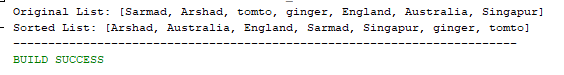 Original List: [Sarmad, Arshad, tomto, ginger, England, Australia, Singapur]
Sorted List: [Arshad, Australia, England, Sarmad, Singapur, ginger, tomto]
------------------------------------------------------------------------
BUILD SUCCESS